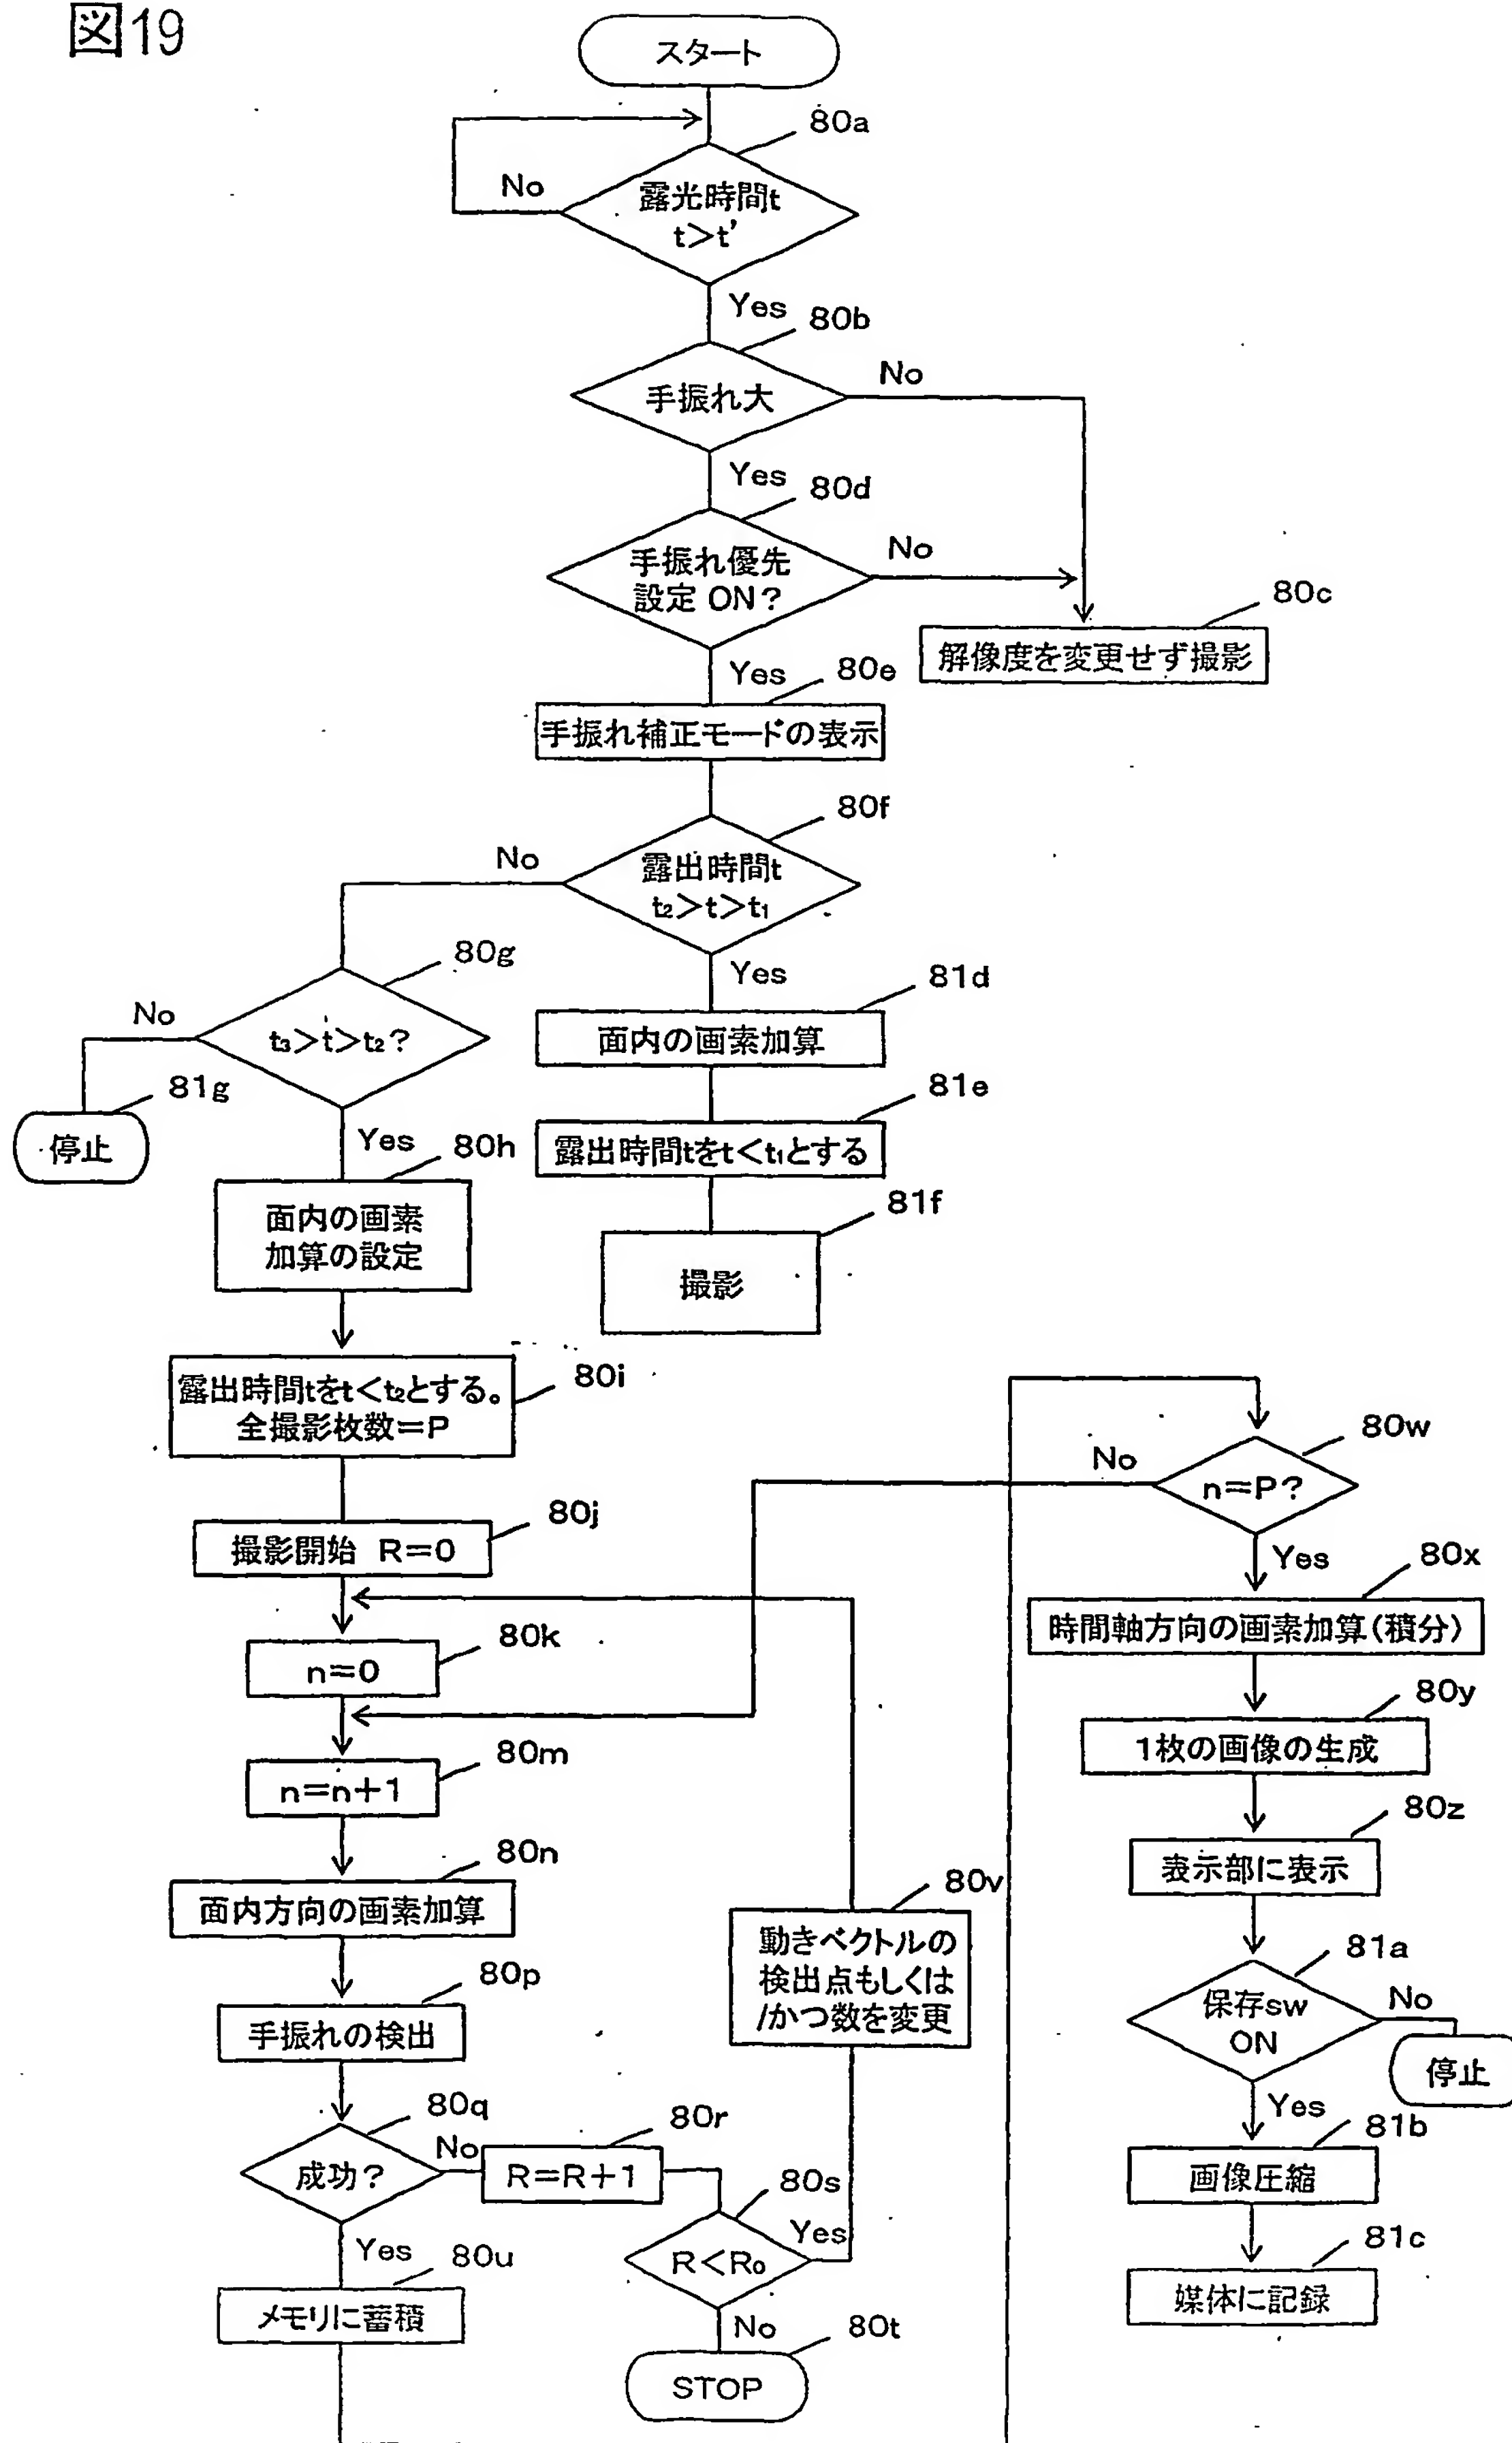 図19
スタート
80a
露光時間t
t>t'
No
Yes
80b
手振れ大
No
Yes
80d
手振れ優先
設定 ON?
No
80c
解像度を変更せず撮影
Yes
80e
手振れ補正モードの表示
80f
露出時間t
t₂>t>t₁
No
Yes
80g
t₃>t>t₂?
No
81g
停止
Yes
81d
面内の画素加算
81e
露出時間tをt<t₁とする
81f
撮影
80h
面内の画素
加算の設定
80i
露出時間tをt<t₂とする。
全撮影枚数=P
80j
撮影開始 R=0
80k
n=0
80m
n=n+1
80n
面内方向の画素加算
80p
手振れの検出
80q
成功?
No
80r
R=R+1
80s
R<R₀
Yes
80v
動きベクトルの
検出点もしくは
/かつ数を変更
No
80t
STOP
Yes
80u
メモリに蓄積
80w
n=P?
No
Yes
80x
時間軸方向の画素加算(積分)
80y
1枚の画像の生成
80z
表示部に表示
81a
保存sw
ON
No
停止
Yes
81b
画像圧縮
81c
媒体に記録